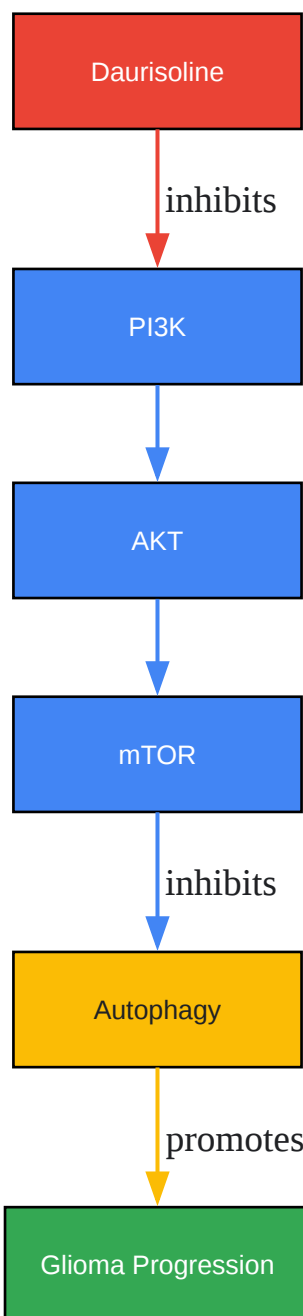 Daurisoline
inhibits
PI3K
AKT
mTOR
inhibits
Autophagy
promotes
Glioma Progression